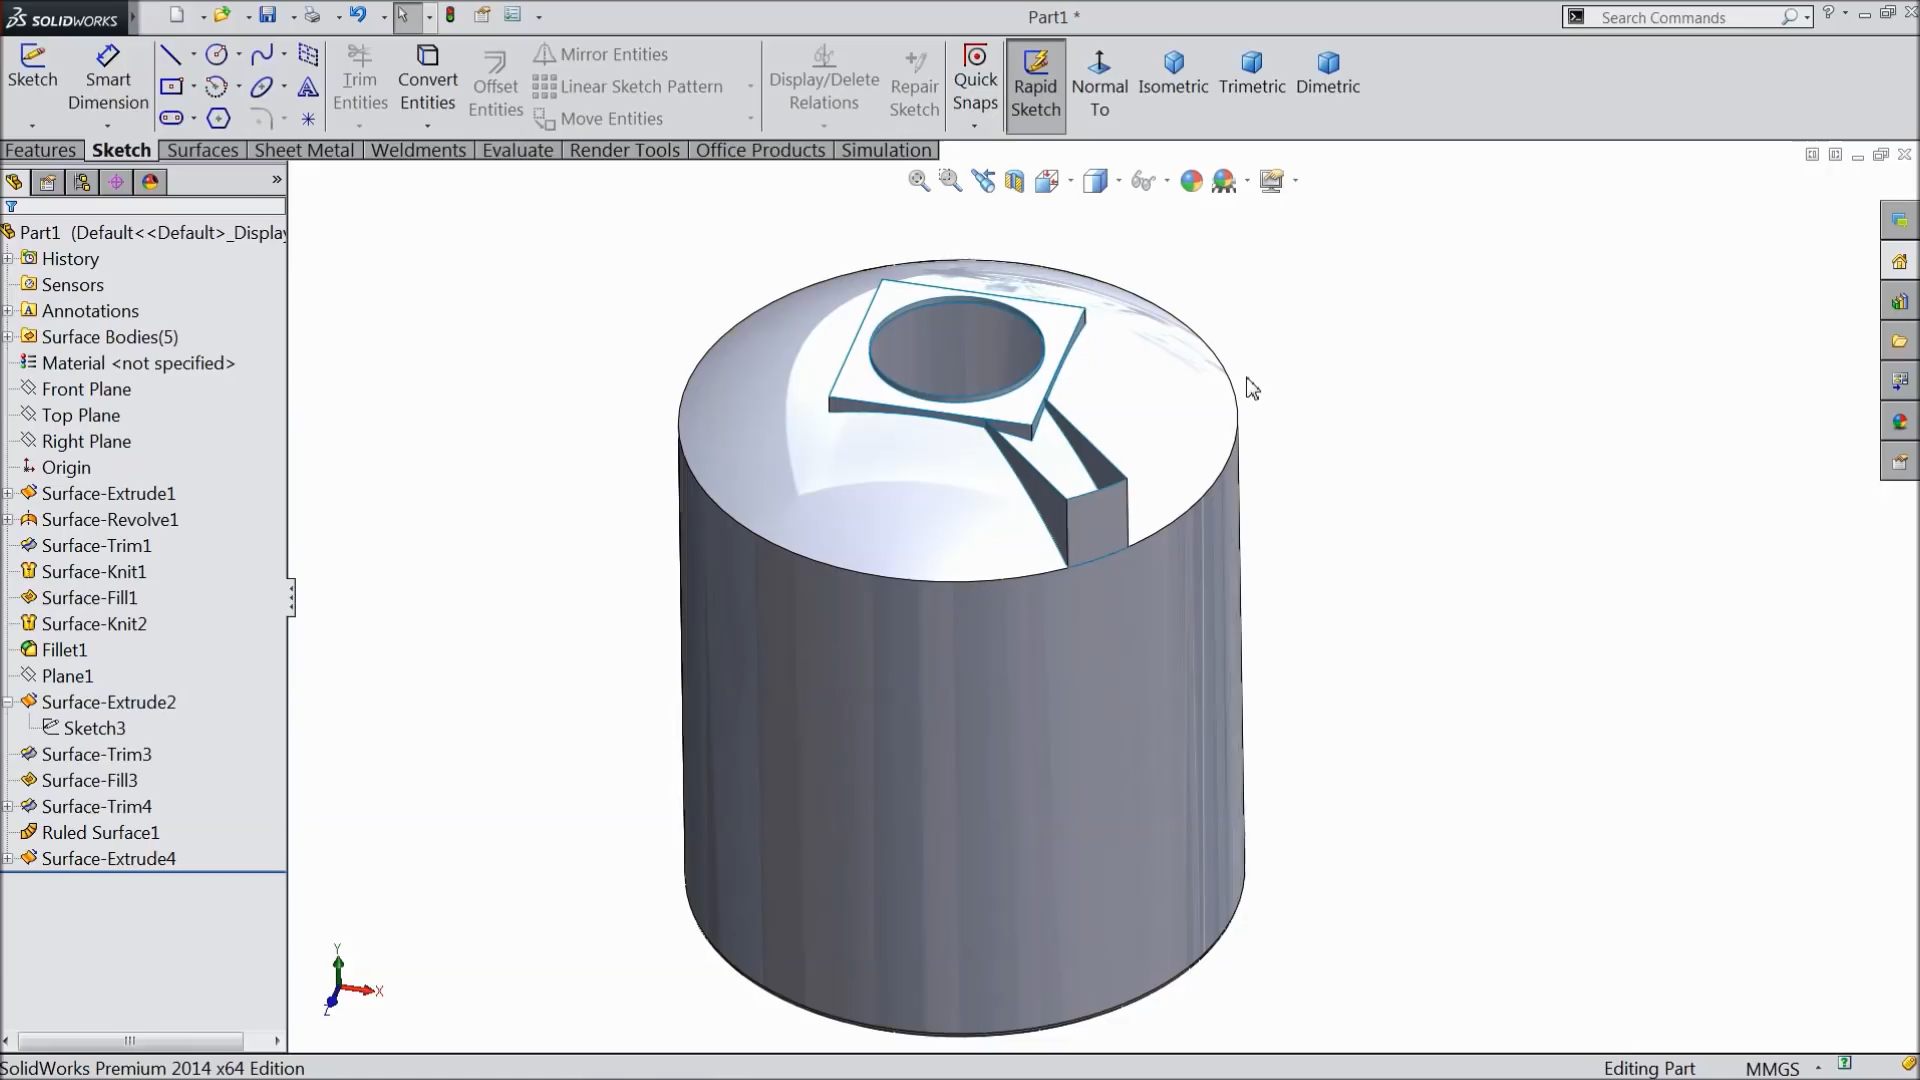 SOLIDWORKS
Part1 *
Search Commands
Sketch
Smart
Dimension
Trim
Entities
Convert
Entities
Offset
Entities
Mirror Entities
Linear Sketch Pattern
Move Entities
Display/Delete
Relations
Repair
Sketch
Quick
Snaps
Rapid
Sketch
Normal
To
Isometric
Trimetric
Dimetric
Features Sketch Surfaces Sheet Metal Weldments Evaluate Render Tools Office Products Simulation
Part1 (Default<<Default>_Display
History
Sensors
Annotations
Surface Bodies(5)
Material <not specified>
Front Plane
Top Plane
Right Plane
Origin
Surface-Extrude1
Surface-Revolve1
Surface-Trim1
Surface-Knit1
Surface-Fill1
Surface-Knit2
Fillet1
Plane1
Surface-Extrude2
Sketch3
Surface-Trim3
Surface-Fill3
Surface-Trim4
Ruled Surface1
Surface-Extrude4
Y
X
Z
SolidWorks Premium 2014 x64 Edition
Editing Part
MMGS